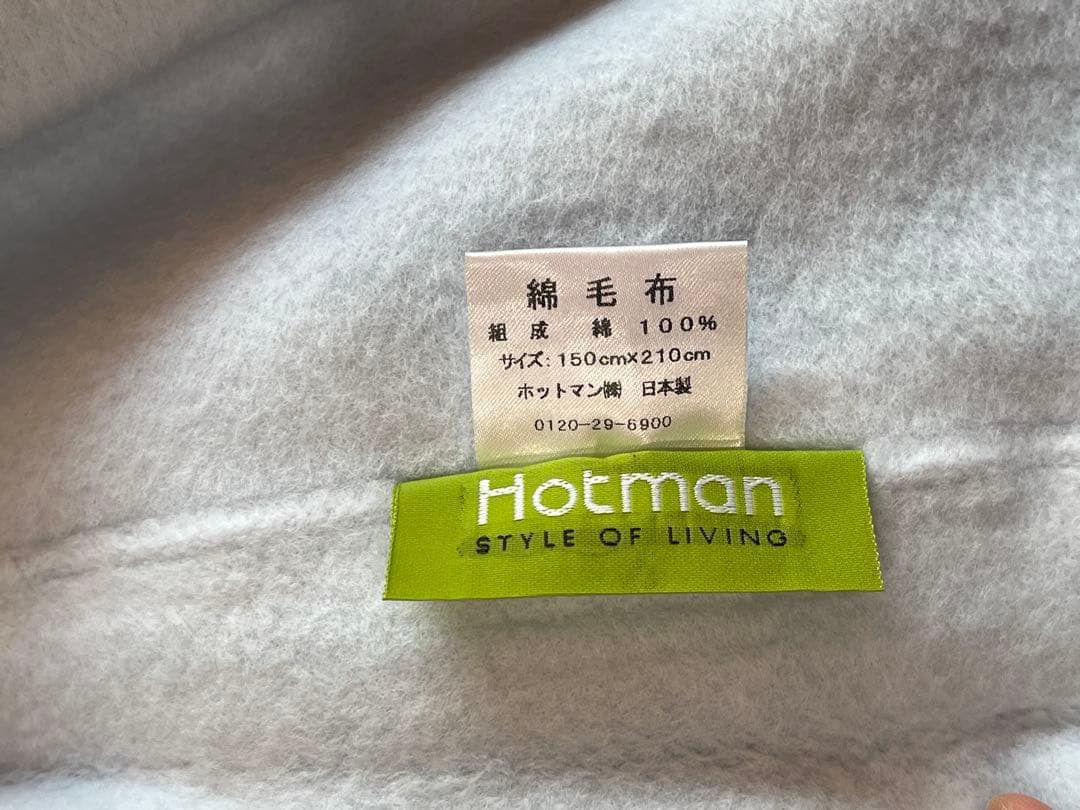 綿毛布
組成 綿 100%
サイズ:150cm×210cm
ホットマン㈱ 日本製
0120-29-6900
Hotman
STYLE OF LIVING